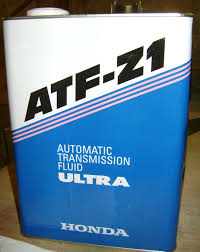 ATF-Z1
AUTOMATIC
TRANSMISSION
FLUID
ULTRA
HONDA